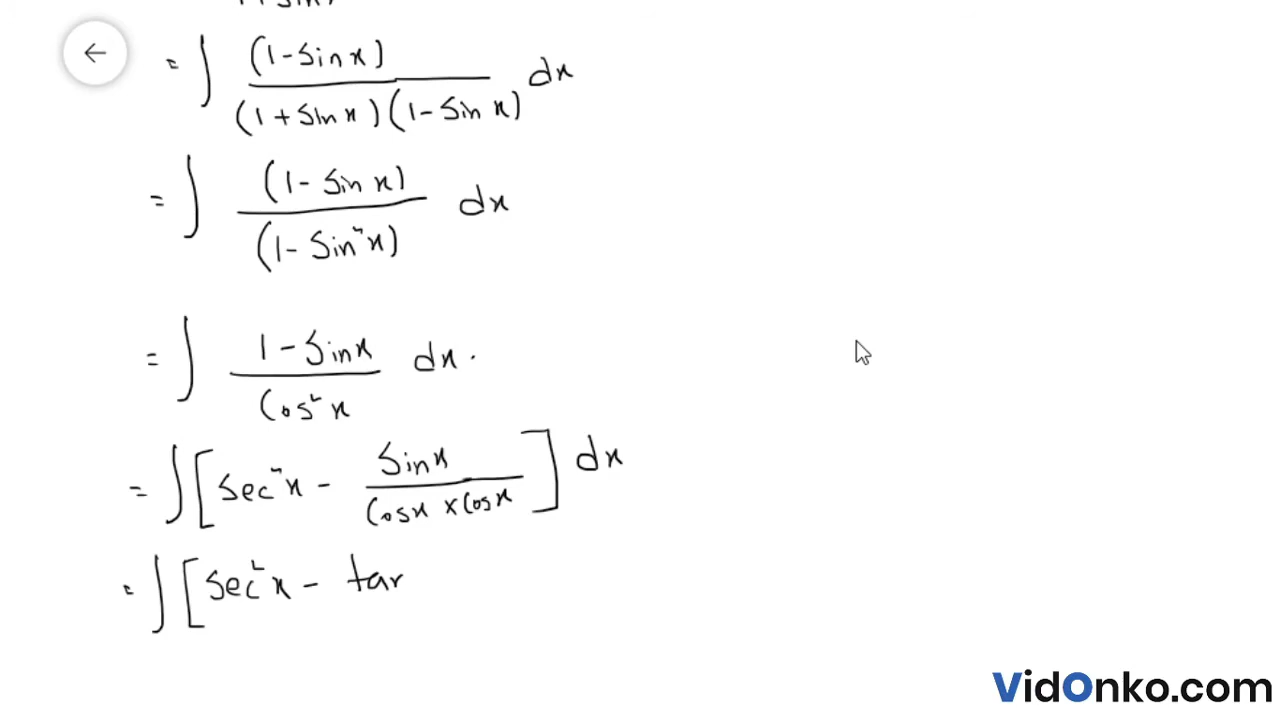 = ∫ (1 - Sin x) / (1 + Sin x)(1 - Sin x) dx
= ∫ (1 - Sin x) / (1 - Sin²x) dx
= ∫ 1 - Sin x / Cos²x dx.
= ∫ [Sec²x - Sin x / Cos x × Cos x] dx
= ∫ [Sec²x - tan
VidOnko.com